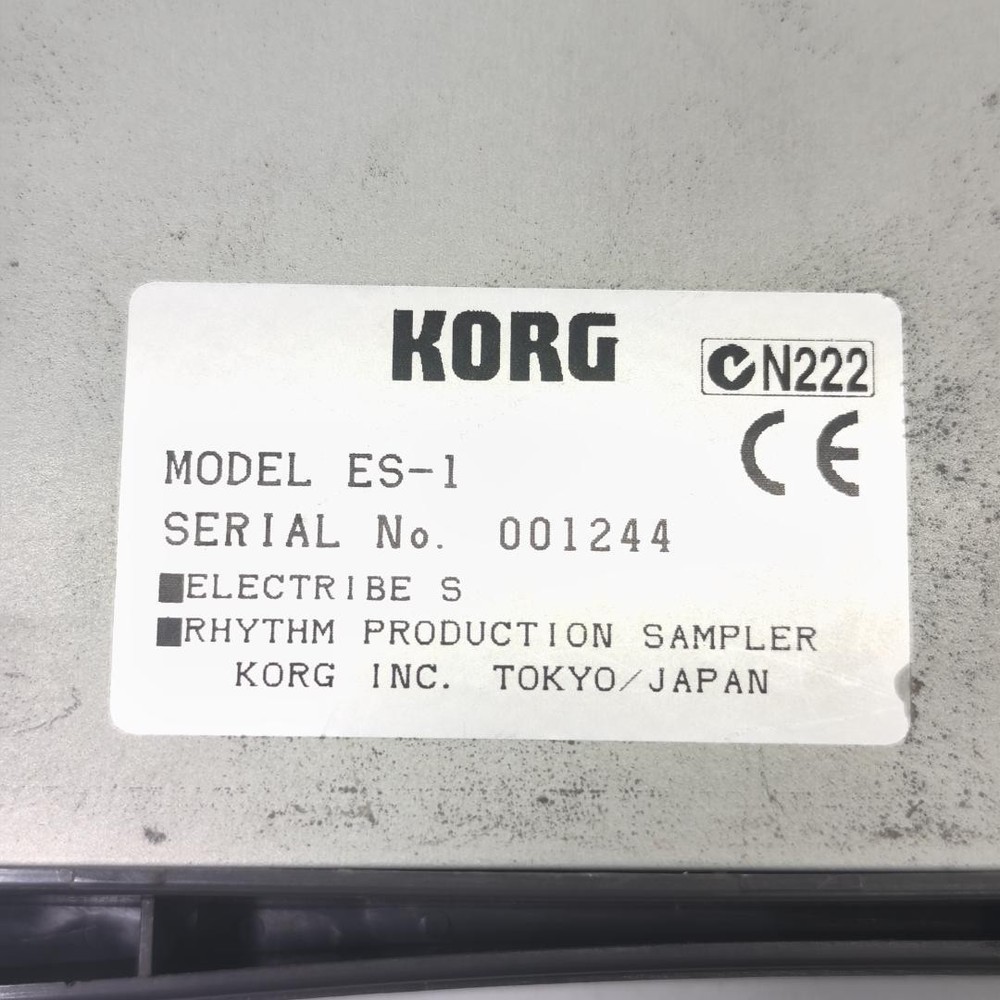 KORG
N222
CE
MODEL ES-1
SERIAL No. 001244
■ELECTRIBE S
■RHYTHM PRODUCTION SAMPLER
KORG INC. TOKYO/JAPAN